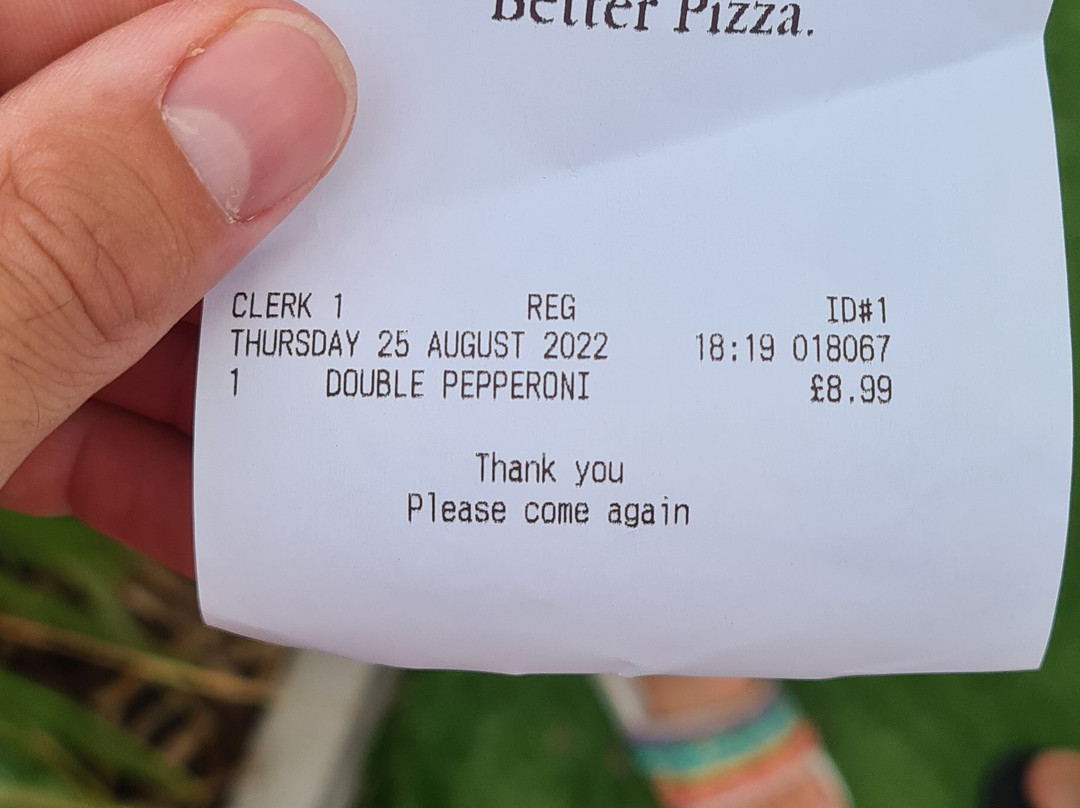 Better Pizza.
CLERK 1 REG ID#1
THURSDAY 25 AUGUST 2022 18:19 018067
1 DOUBLE PEPPERONI £8.99
Thank you
Please come again